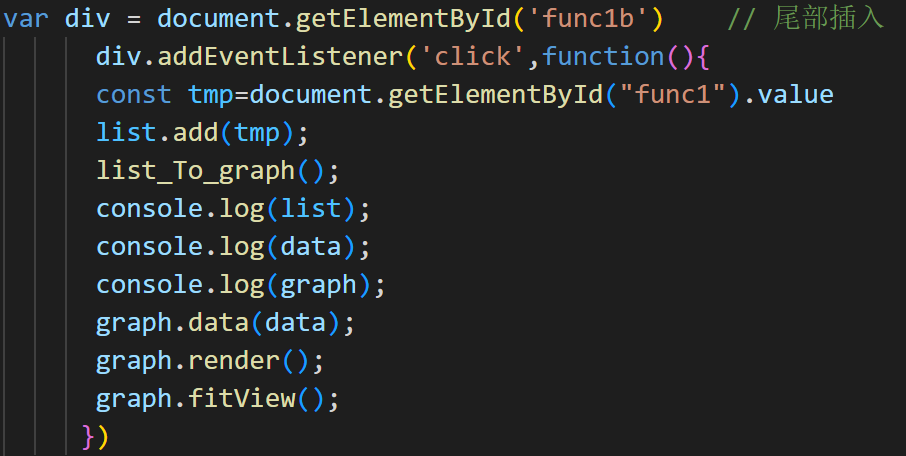 var div = document.getElementById('func1b')    // 尾部插入
div.addEventListener('click',function(){
const tmp=document.getElementById("func1").value
list.add(tmp);
list_To_graph();
console.log(list);
console.log(data);
console.log(graph);
graph.data(data);
graph.render();
graph.fitView();
})